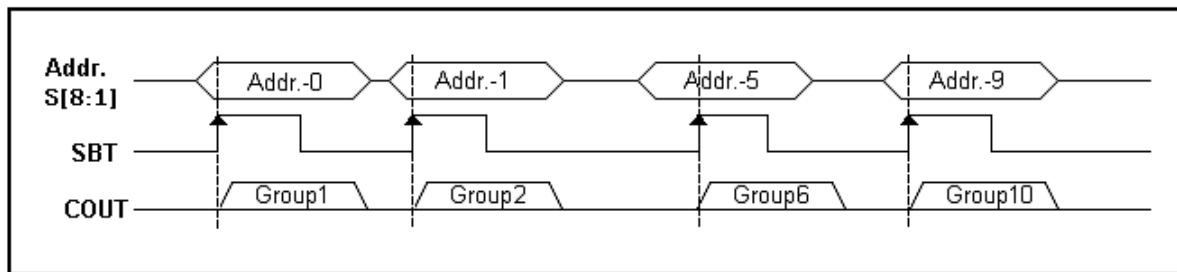 Addr. S[8:1] Addr.-0 Addr.-1 Addr.-5 Addr.-9
SBT
COUT Group1 Group2 Group6 Group10